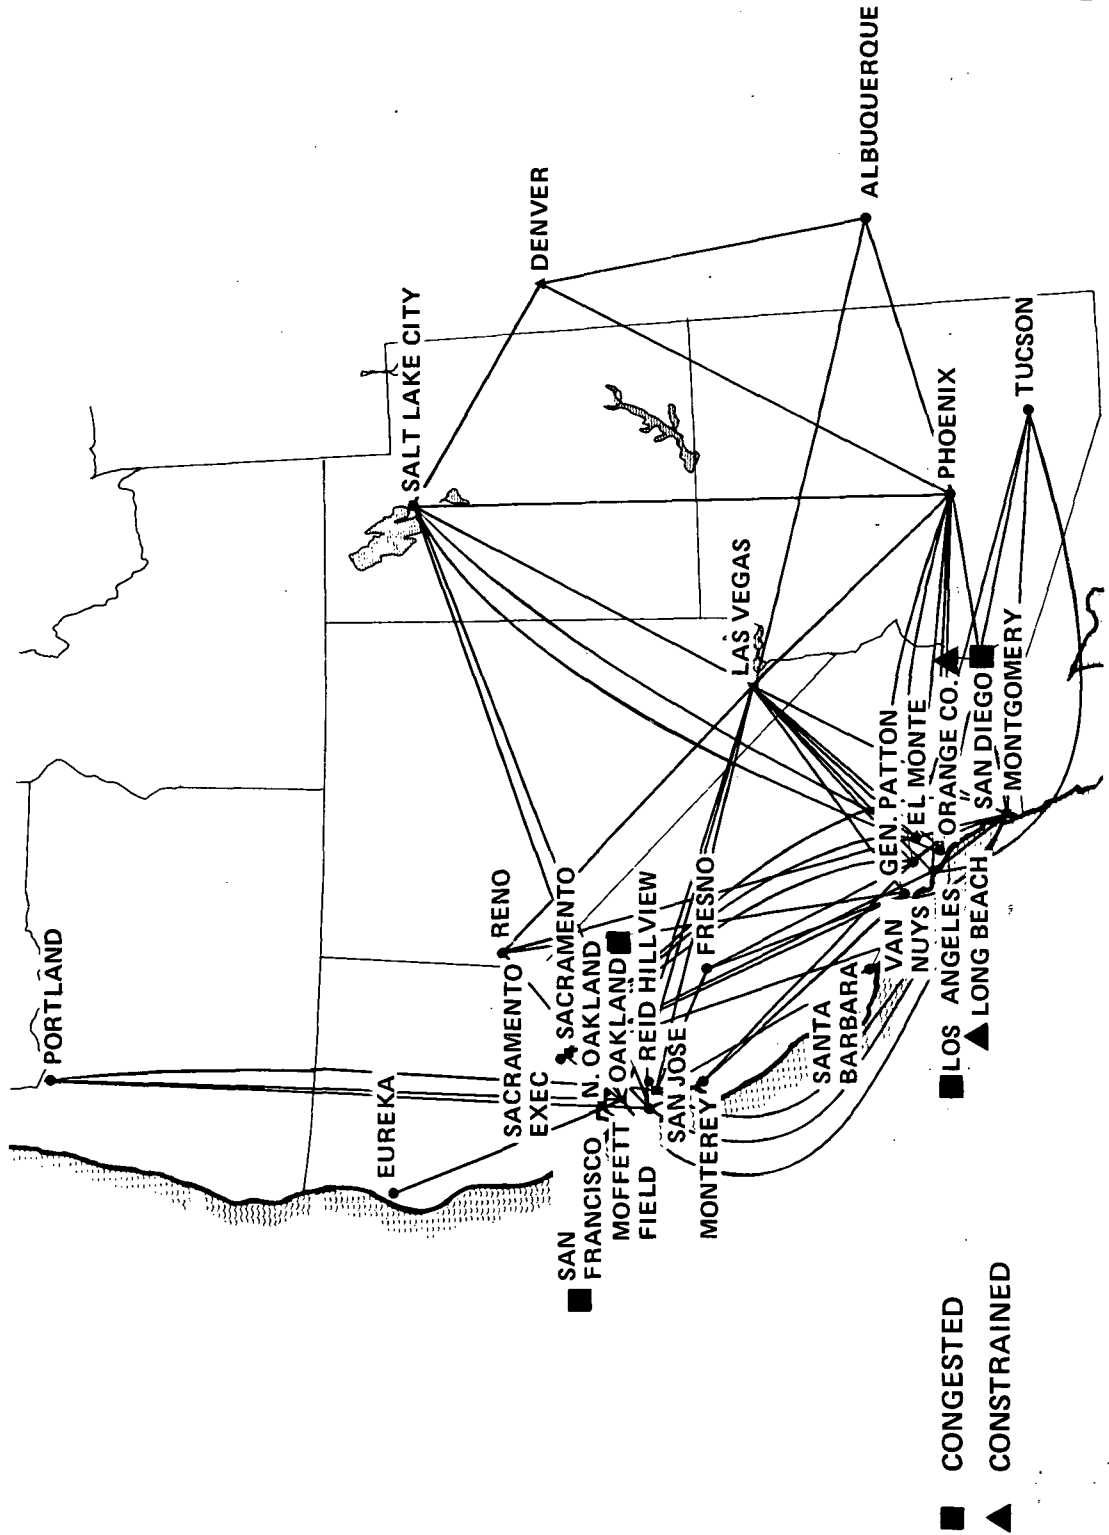 PORTLAND
EUREKA
RENO
SACRAMENTO
EXEC
SACRAMENTO
SAN
FRANCISCO
N. OAKLAND
OAKLAND
MOFFETT
FIELD
REID HILLVIEW
SAN JOSE
MONTEREY
FRESNO
SALT LAKE CITY
DENVER
LAS VEGAS
ALBUQUERQUE
PHOENIX
TUCSON
SANTA
BARBARA
VAN
NUYS
GEN. PATTON
EL MONTE
ORANGE CO.
LOS ANGELES
LONG BEACH
SAN DIEGO
MONTGOMERY
CONGESTED
CONSTRAINED